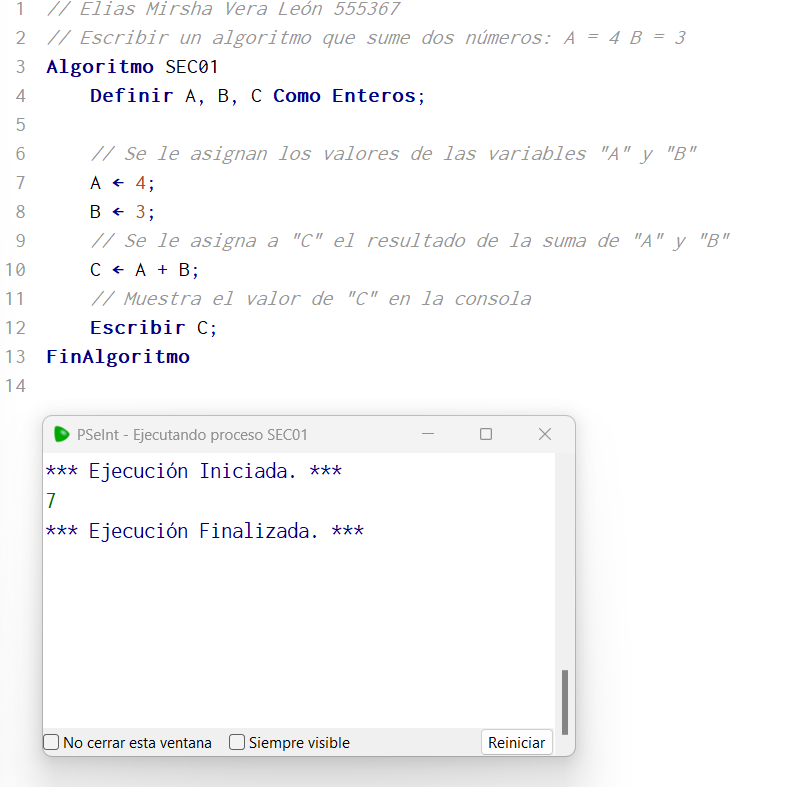 1 // Elias Mirsha Vera León 555367
2 // Escribir un algoritmo que sume dos números: A = 4 B = 3
3 Algoritmo SEC01
4 Definir A, B, C Como Enteros;
5
6 // Se le asignan los valores de las variables "A" y "B"
7 A ← 4;
8 B ← 3;
9 // Se le asigna a "C" el resultado de la suma de "A" y "B"
10 C ← A + B;
11 // Muestra el valor de "C" en la consola
12 Escribir C;
13 FinAlgoritmo
14
PSeInt - Ejecutando proceso SEC01
*** Ejecución Iniciada. ***
7
*** Ejecución Finalizada. ***
No cerrar esta ventana Siempre visible Reiniciar